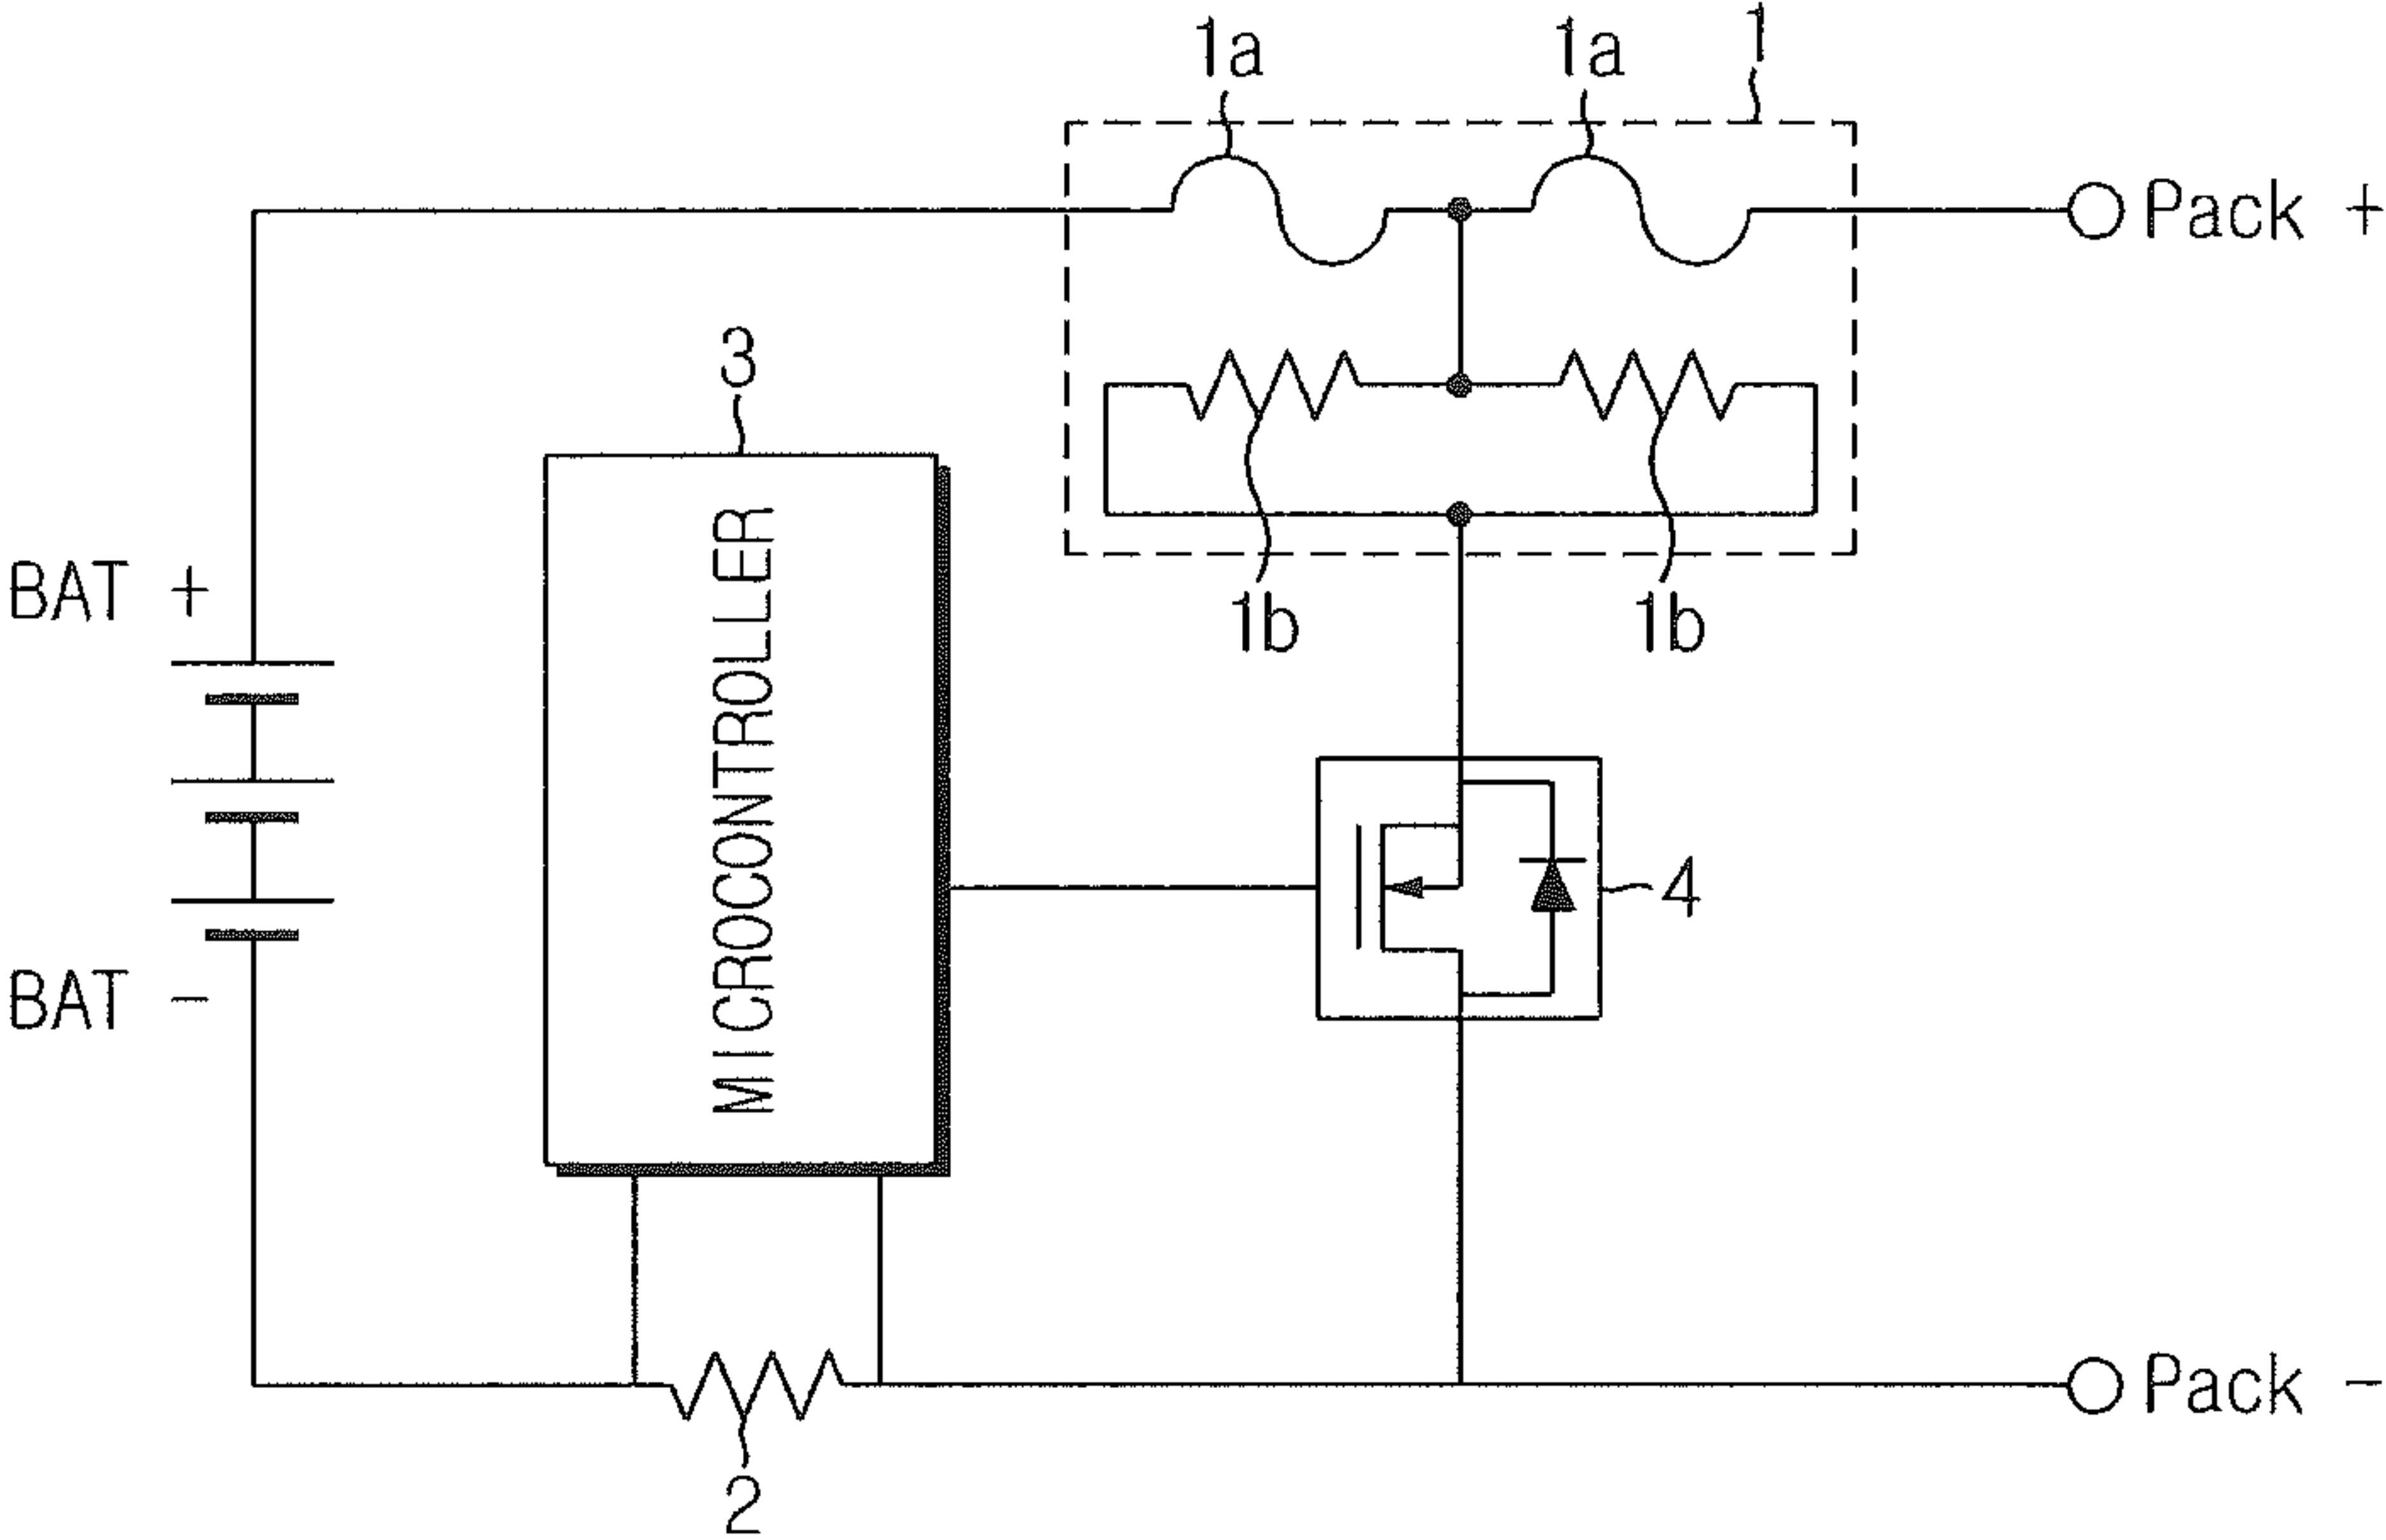 1a
1a
1
Pack +
3
MICROCONTROLLER
BAT +
1b
1b
4
BAT -
Pack -
2